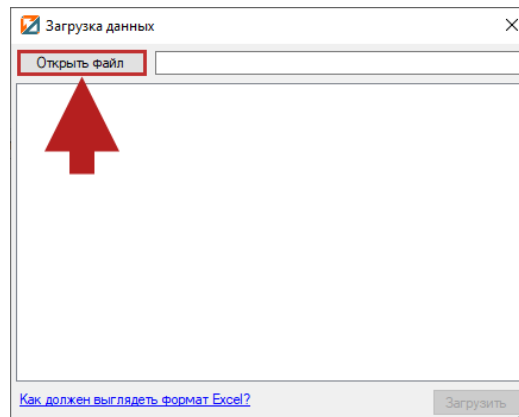 Загрузка данных
Открыть файл
Как должен выглядеть формат Excel?
Загрузить